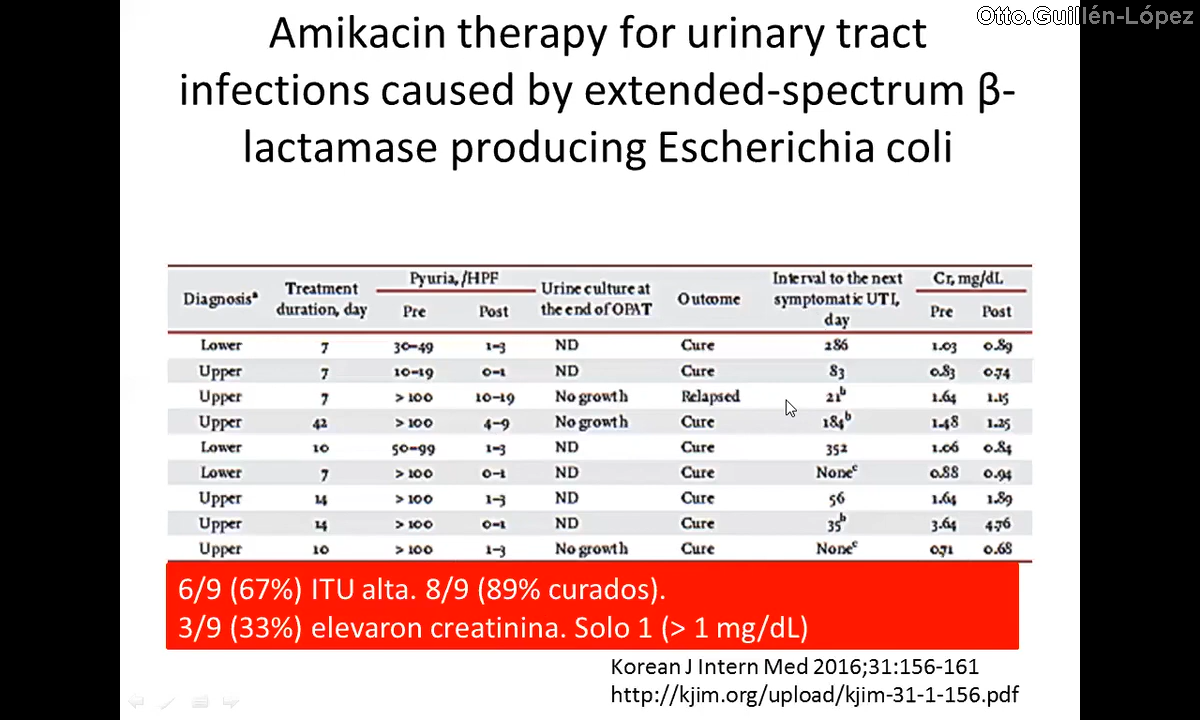 Otto.Guillén-López
Amikacin therapy for urinary tract
infections caused by extended-spectrum β-
lactamase producing Escherichia coli
Diagnosisª Treatment duration, day Pyuria, /HPF Pre Post Urine culture at the end of OPAT Outcome Interval to the next symptomatic UTI, day Cr, mg/dL Pre Post
Lower 7 30–49 1–3 ND Cure 286 1.03 0.89
Upper 7 10–19 0–1 ND Cure 83 0.83 0.74
Upper 7 > 100 10–19 No growth Relapsed 21ᵇ 1.64 1.15
Upper 42 > 100 4–9 No growth Cure 184ᵇ 1.48 1.25
Lower 10 50–99 1–3 ND Cure 352 1.06 0.84
Lower 7 > 100 0–1 ND Cure Noneᶜ 0.88 0.94
Upper 14 > 100 1–3 ND Cure 56 1.64 1.89
Upper 14 > 100 0–1 ND Cure 35ᵇ 3.64 4.76
Upper 10 > 100 1–3 No growth Cure Noneᶜ 0.71 0.68
6/9 (67%) ITU alta. 8/9 (89% curados).
3/9 (33%) elevaron creatinina. Solo 1 (> 1 mg/dL)
Korean J Intern Med 2016;31:156-161
http://kjim.org/upload/kjim-31-1-156.pdf